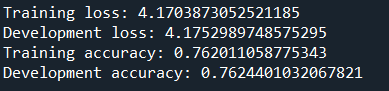 Training loss: 4.1703873052521185
Development loss: 4.1752989748575295
Training accuracy: 0.762011058775343
Development accuracy: 0.7624401032067821